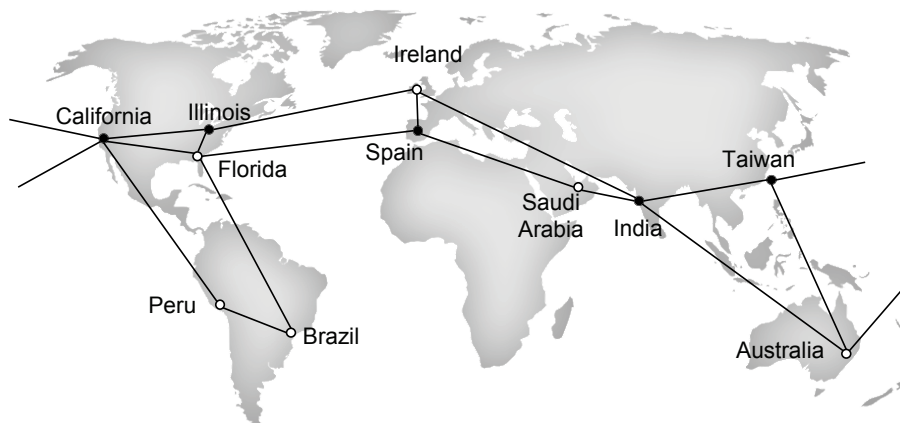 Ireland
California
Illinois
Spain
Taiwan
Florida
Saudi
Arabia
India
Peru
Brazil
Australia